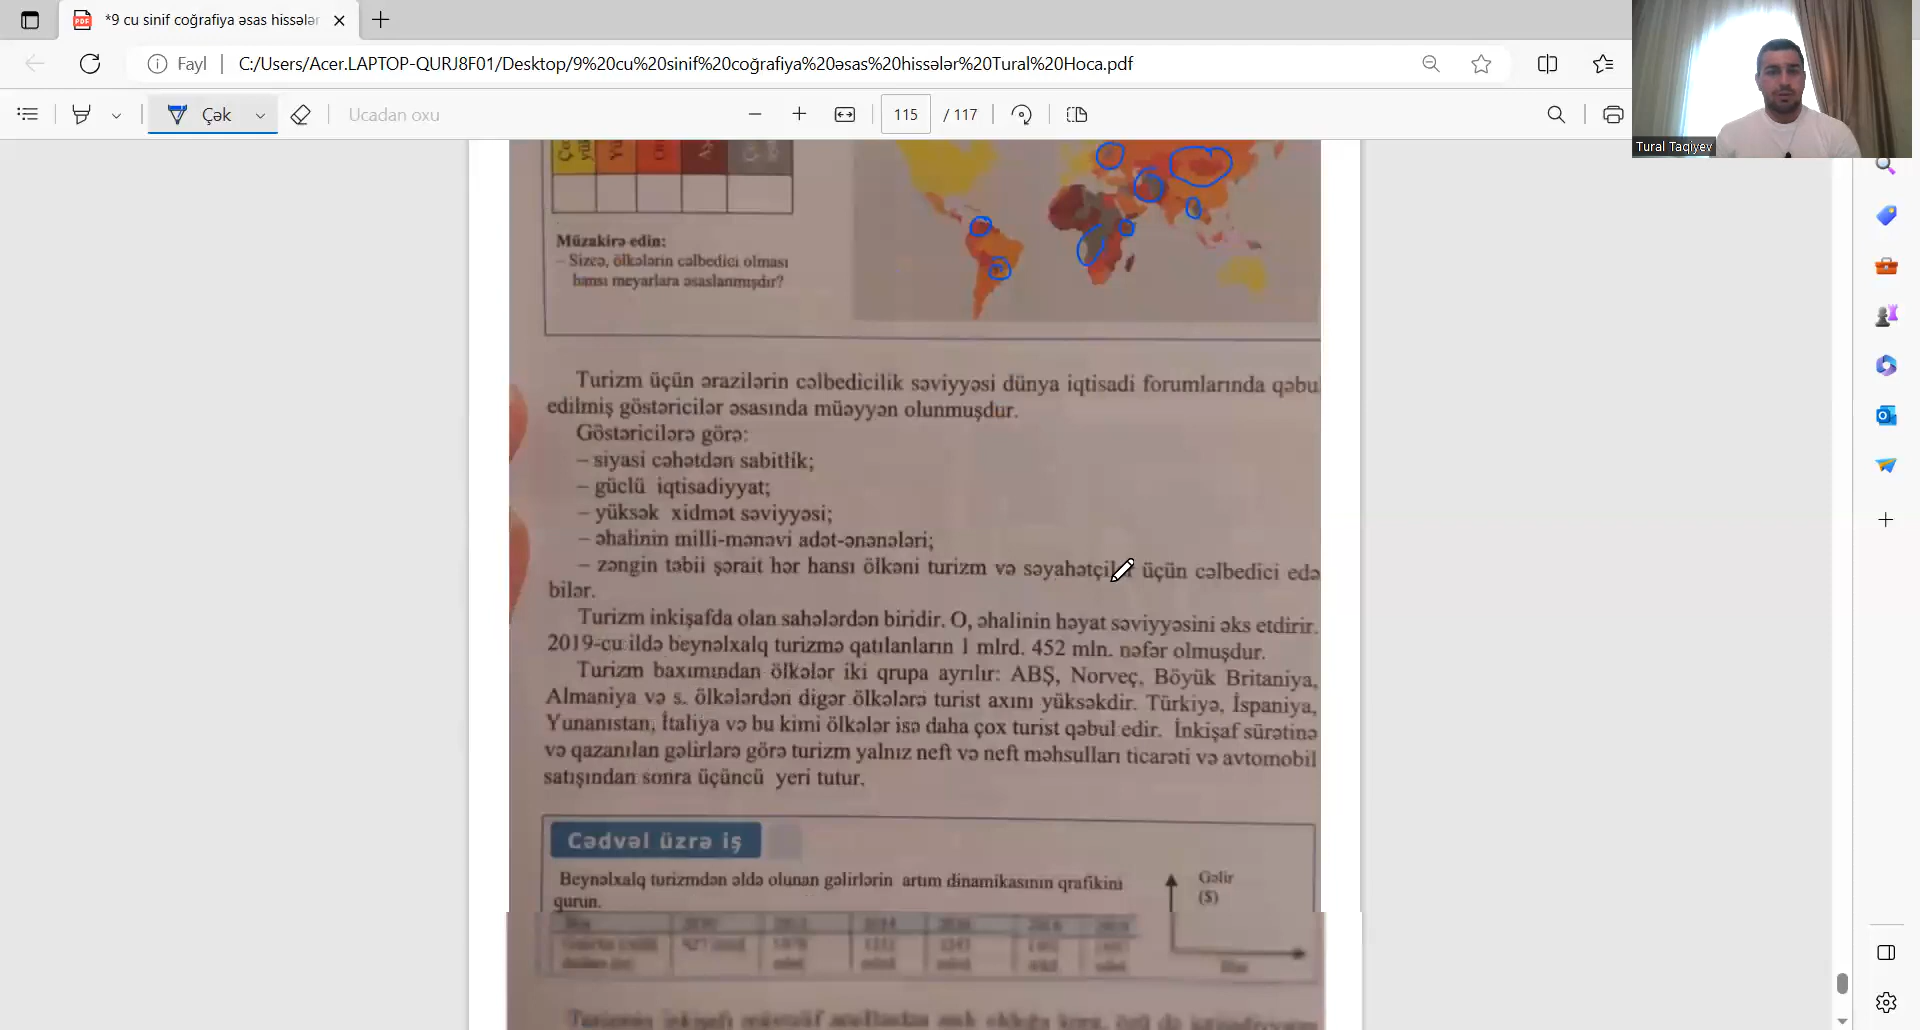 *9 cu sinif coğrafiya əsas hissələr
Fayl
C:/Users/Acer.LAPTOP-QURJ8F01/Desktop/9%20cu%20sinif%20coğrafiya%20əsas%20hissələr%20Tural%20Hoca.pdf
Çək
Ucadan oxu
115 / 117
Tural Taqiyev
Müzakirə edin:
– Sizcə, ölkələrin cəlbedici olması
hansı meyarlara əsaslanmışdır?
Turizm üçün ərazilərin cəlbedicilik səviyyəsi dünya iqtisadi forumlarında qəbu
edilmiş göstəricilər əsasında müəyyən olunmuşdur.
Göstəricilərə görə:
– siyasi cəhətdən sabitlik;
– güclü iqtisadiyyat;
– yüksək xidmət səviyyəsi;
– əhalinin milli-mənəvi adət-ənənələri;
– zəngin təbii şərait hər hansı ölkəni turizm və səyahətçilər üçün cəlbedici edə
bilər.
Turizm inkişafda olan sahələrdən biridir. O, əhalinin həyat səviyyəsini əks etdirir.
2019-cu ildə beynəlxalq turizmə qatılanların 1 mlrd. 452 mln. nəfər olmuşdur.
Turizm baxımından ölkələr iki qrupa ayrılır: ABŞ, Norveç, Böyük Britaniya,
Almaniya və s. ölkələrdən digər ölkələrə turist axını yüksəkdir. Türkiyə, İspaniya,
Yunanıstan, İtaliya və bu kimi ölkələr isə daha çox turist qəbul edir. İnkişaf sürətinə
və qazanılan gəlirlərə görə turizm yalnız neft və neft məhsulları ticarəti və avtomobil
satışından sonra üçüncü yeri tutur.
Cədvəl üzrə iş
Beynəlxalq turizmdən əldə olunan gəlirlərin artım dinamikasının qrafikini
qurun.
Gəlir
($)